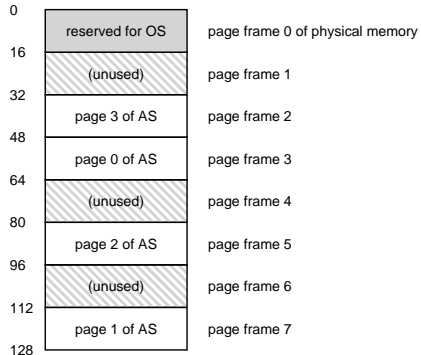 0
reserved for OS page frame 0 of physical memory
16
(unused) page frame 1
32
page 3 of AS page frame 2
48
page 0 of AS page frame 3
64
(unused) page frame 4
80
page 2 of AS page frame 5
96
(unused) page frame 6
112
page 1 of AS page frame 7
128